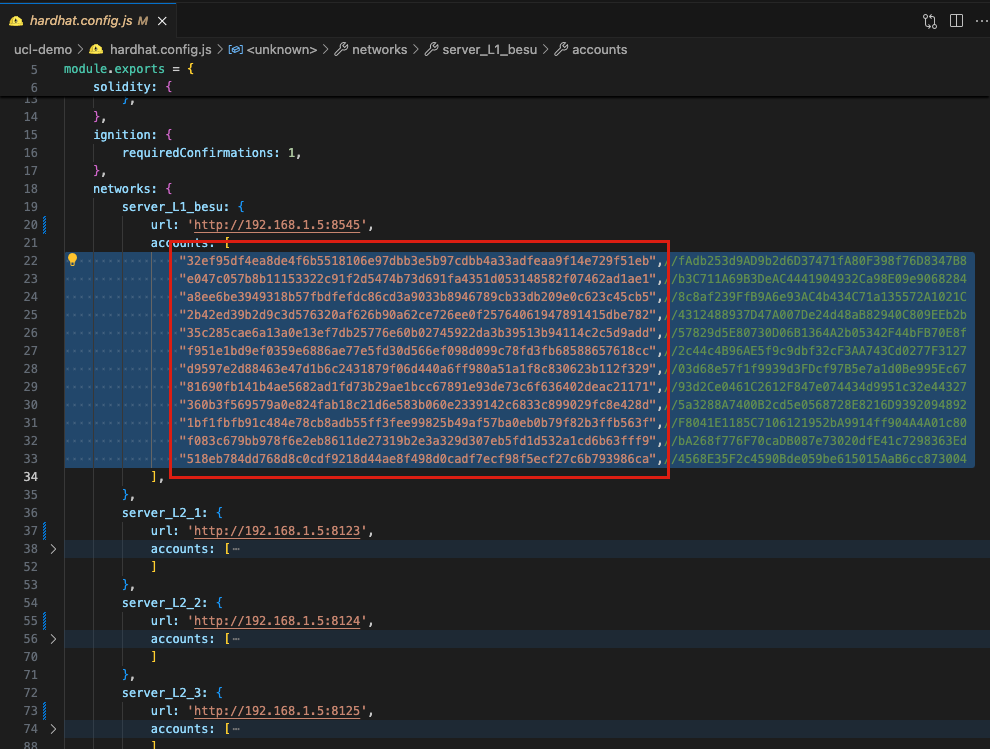 hardhat.config.js M ×
ucl-demo > hardhat.config.js > <unknown> > networks > server_L1_besu > accounts
5 module.exports = {
6 solidity: {
13 },
14 },
15 ignition: {
16 requiredConfirmations: 1,
17 },
18 networks: {
19 server_L1_besu: {
20 url: 'http://192.168.1.5:8545',
21 accounts: [
22 "32ef95df4ea8de4f6b5518106e97dbb3e5b97cdbb4a33adfeaa9f14e729f51eb",//fAdb253d9AD9b2d6D37471fA80F398f76D8347B8
23 "e047c057b8b11153322c91f2d5474b73d691fa4351d053148582f07462ad1ae1",//b3C711A69B3DeAC4441904932Ca98E09e9068284
24 "a8ee6be3949318b57fbdfefdc86cd3a9033b8946789cb33db209e0c623c45cb5",//8c8af239FfB9A6e93AC4b434C71a135572A1021C
25 "2b42ed39b2d9c3d576320af626b90a62ce726ee0f25764061947891415dbe782",//4312488937D47A007De24d48aB82940C809EEb2b
26 "35c285cae6a13a0e13ef7db25776e60b02745922da3b39513b94114c2c5d9add",//57829d5E80730D06B1364A2b05342F44bFB70E8f
27 "f951e1bd9ef0359e6886ae77e5fd30d566ef098d099c78fd3fb68588657618cc",//2c44c4B96AE5f9c9dbf32cF3AA743Cd0277F3127
28 "d9597e2d88463e47d1b6c2431879f06d440a6ff980a51a1f8c830623b112f329",//03d68e57f1f9939d3FDcf97B5e7a1d0Be995Ec67
29 "81690fb141b4ae5682ad1fd73b29ae1bcc67891e93de73c6f636402deac21171",//93d2Ce0461C2612F847e074434d9951c32e44327
30 "360b3f569579a0e824fab18c21d6e583b060e2339142c6833c899029fc8e428d",//5a3288A7400B2cd5e0568728E8216D9392094892
31 "1bf1fbfb91c484e78cb8adb55ff3fee99825b49af57ba0eb0b79f82b3ffb563f",//F8041E1185C7106121952bA9914ff904A4A01c80
32 "f083c679bb978f6e2eb8611de27319b2e3a329d307eb5fd1d532a1cd6b63fff9",//bA268f776F70caDB087e73020dfE41c7298363Ed
33 "518eb784dd768d8c0cdf9218d44ae8f498d0cadf7ecf98f5ecf27c6b793986ca",//4568E35F2c4590Bde059be615015AaB6cc873004
34 ],
35 },
36 server_L2_1: {
37 url: 'http://192.168.1.5:8123',
38 accounts: [⋯
52 ]
53 },
54 server_L2_2: {
55 url: 'http://192.168.1.5:8124',
56 accounts: [⋯
70 ]
71 },
72 server_L2_3: {
73 url: 'http://192.168.1.5:8125',
74 accounts: [⋯
88 ]